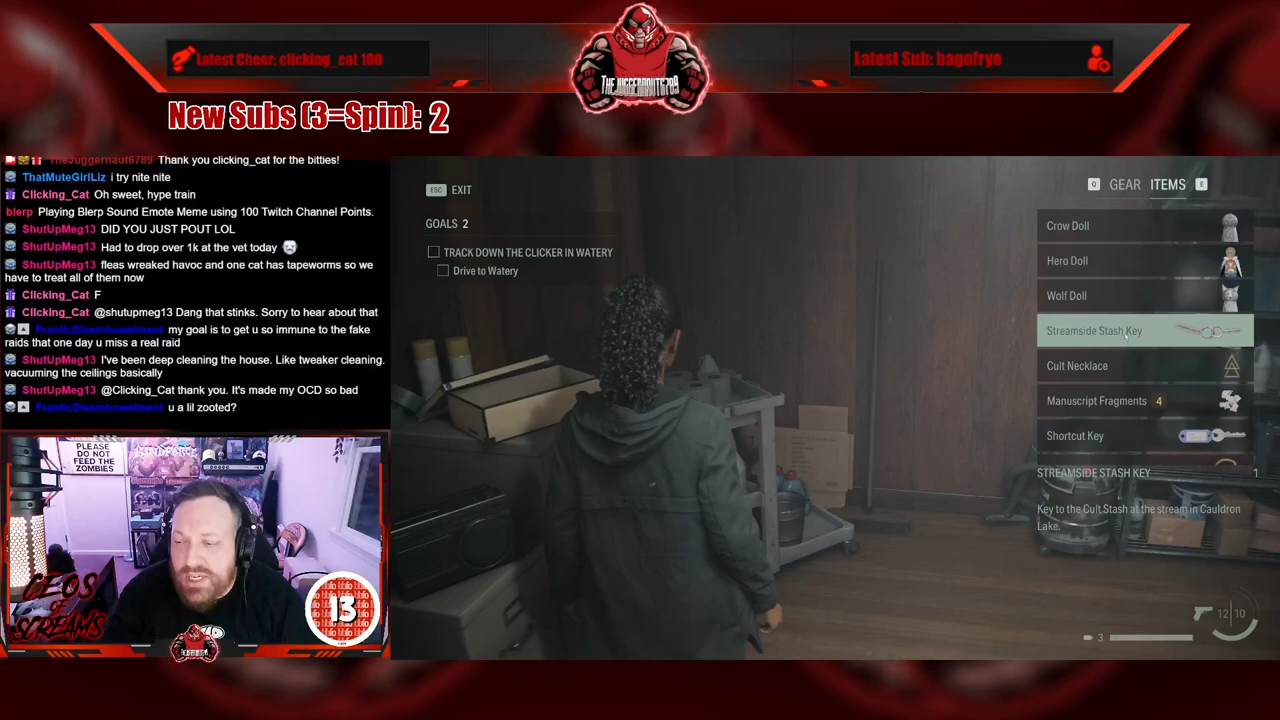 Latest Cheer: clicking_cat 100
THEJUGGERNAUT6789
Latest Sub: bagofrye
New Subs (3=Spin): 2
TheJuggernaut6789 Thank you clicking_cat for the bitties!
ThatMuteGirlLiz i try nite nite
Clicking_Cat Oh sweet, hype train
blerp Playing Blerp Sound Emote Meme using 100 Twitch Channel Points.
ShutUpMeg13 DID YOU JUST POUT LOL
ShutUpMeg13 Had to drop over 1k at the vet today
ShutUpMeg13 fleas wreaked havoc and one cat has tapeworms so we
have to treat all of them now
Clicking_Cat F
Clicking_Cat @shutupmeg13 Dang that stinks. Sorry to hear about that
FranticDisembowelment my goal is to get u so immune to the fake
raids that one day u miss a real raid
ShutUpMeg13 I've been deep cleaning the house. Like tweaker cleaning.
vacuuming the ceilings basically
ShutUpMeg13 @Clicking_Cat thank you. It's made my OCD so bad
FranticDisembowelment u a lil zooted?
ESC EXIT
GOALS 2
TRACK DOWN THE CLICKER IN WATERY
Drive to Watery
Q GEAR ITEMS E
Crow Doll
Hero Doll
Wolf Doll
Streamside Stash Key
Cult Necklace
Manuscript Fragments 4
Shortcut Key
STREAMSIDE STASH KEY 1
Key to the Cult Stash at the stream in Cauldron
Lake.
12|10
3
PLEASE
DO NOT
FEED THE
ZOMBIES
CEOS
OF
SCREAMS
13